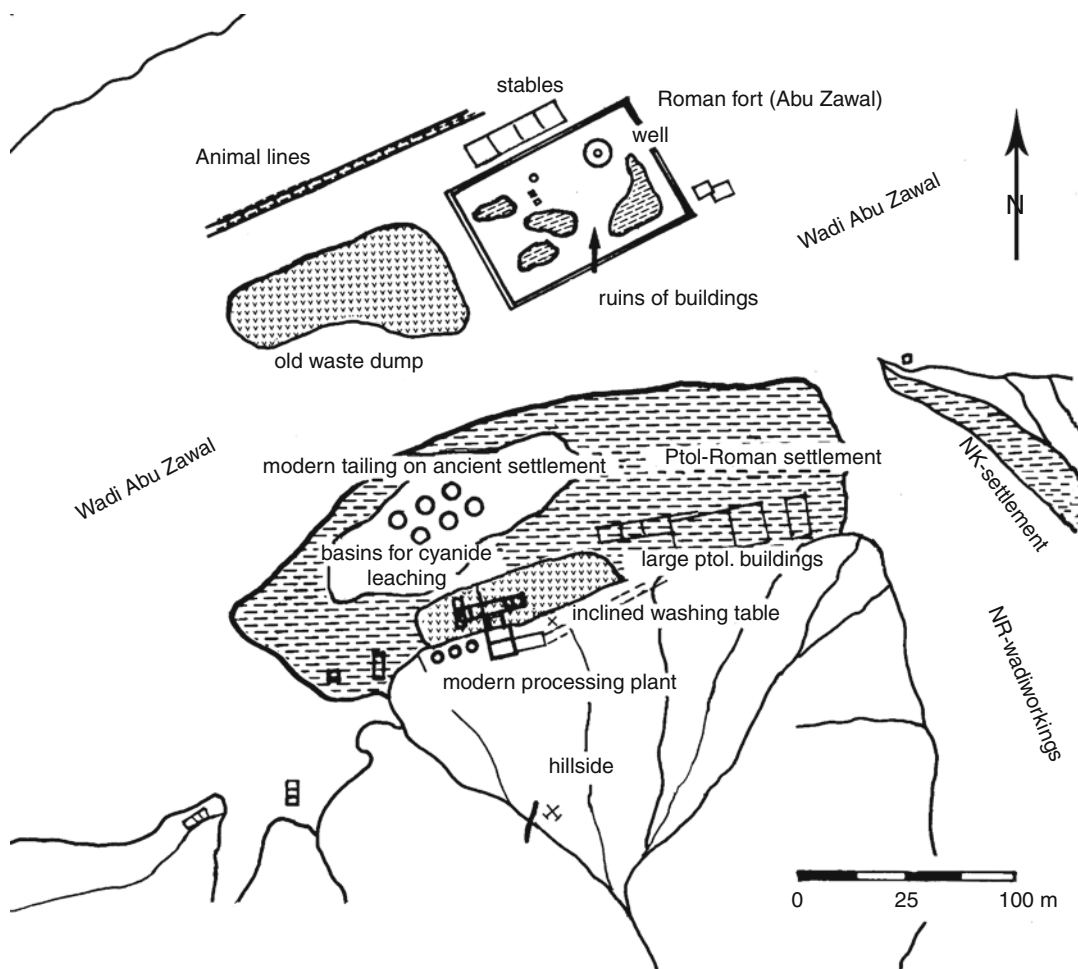 stables
Roman fort (Abu Zawal)
well
Animal lines
N
Wadi Abu Zawal
ruins of buildings
old waste dump
Wadi Abu Zawal
modern tailing on ancient settlement
Ptol-Roman settlement
NK-settlement
basins for cyanide
leaching
large ptol. buildings
inclined washing table
modern processing plant
NR-wadiworkings
hillside
0 25 100 m